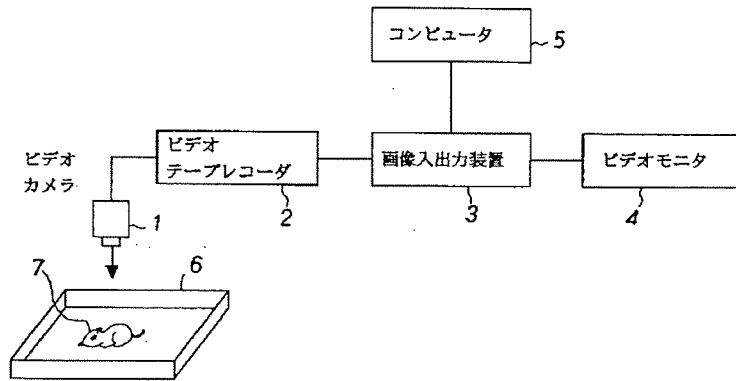 コンピュータ
5
ビデオ
テープレコーダ
2
画像入出力装置
3
ビデオモニタ
4
ビデオ
カメラ
1
7
6